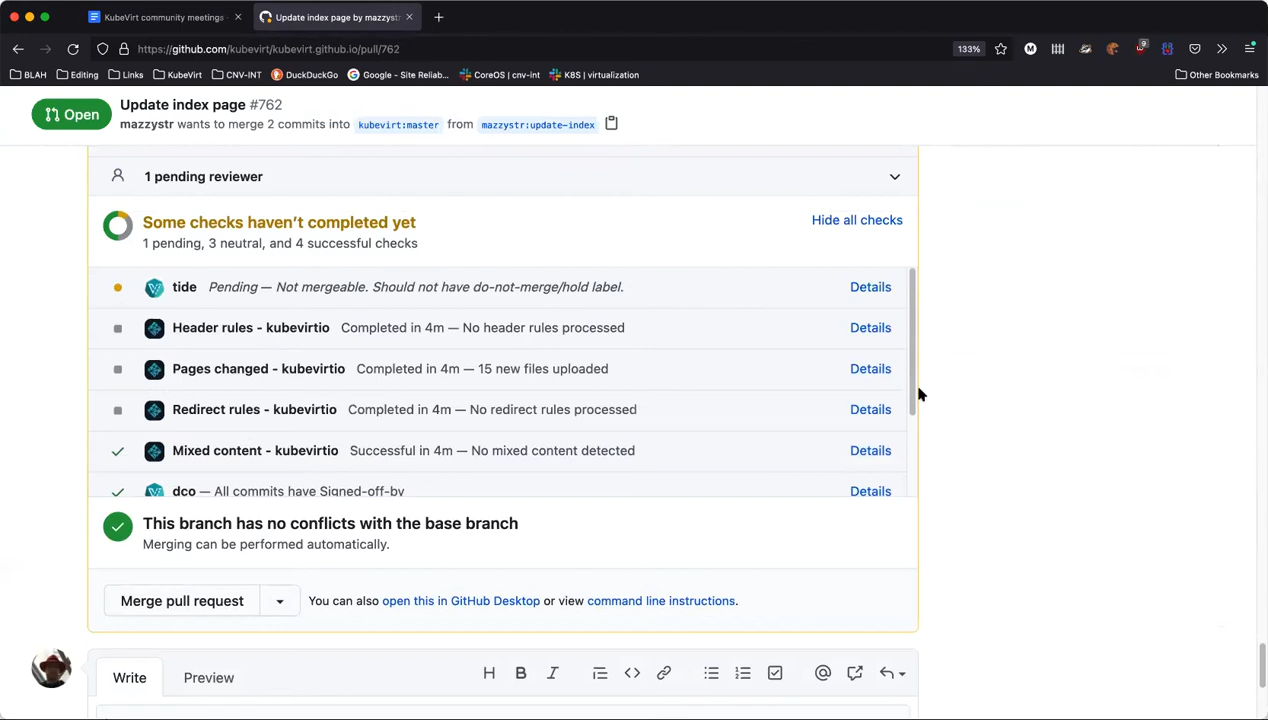 KubeVirt community meetings -
Update index page by mazzystr
https://github.com/kubevirt/kubevirt.github.io/pull/762
133%
9
BLAH
Editing
Links
KubeVirt
CNV-INT
DuckDuckGo
Google - Site Reliab...
CoreOS | cnv-int
K8S | virtualization
Other Bookmarks
Open
Update index page #762
mazzystr wants to merge 2 commits into kubevirt:master from mazzystr:update-index
1 pending reviewer
Some checks haven't completed yet
Hide all checks
1 pending, 3 neutral, and 4 successful checks
tide Pending — Not mergeable. Should not have do-not-merge/hold label. Details
Header rules - kubevirtio Completed in 4m — No header rules processed Details
Pages changed - kubevirtio Completed in 4m — 15 new files uploaded Details
Redirect rules - kubevirtio Completed in 4m — No redirect rules processed Details
Mixed content - kubevirtio Successful in 4m — No mixed content detected Details
dco — All commits have Signed-off-by Details
This branch has no conflicts with the base branch
Merging can be performed automatically.
Merge pull request
You can also open this in GitHub Desktop or view command line instructions.
Write
Preview